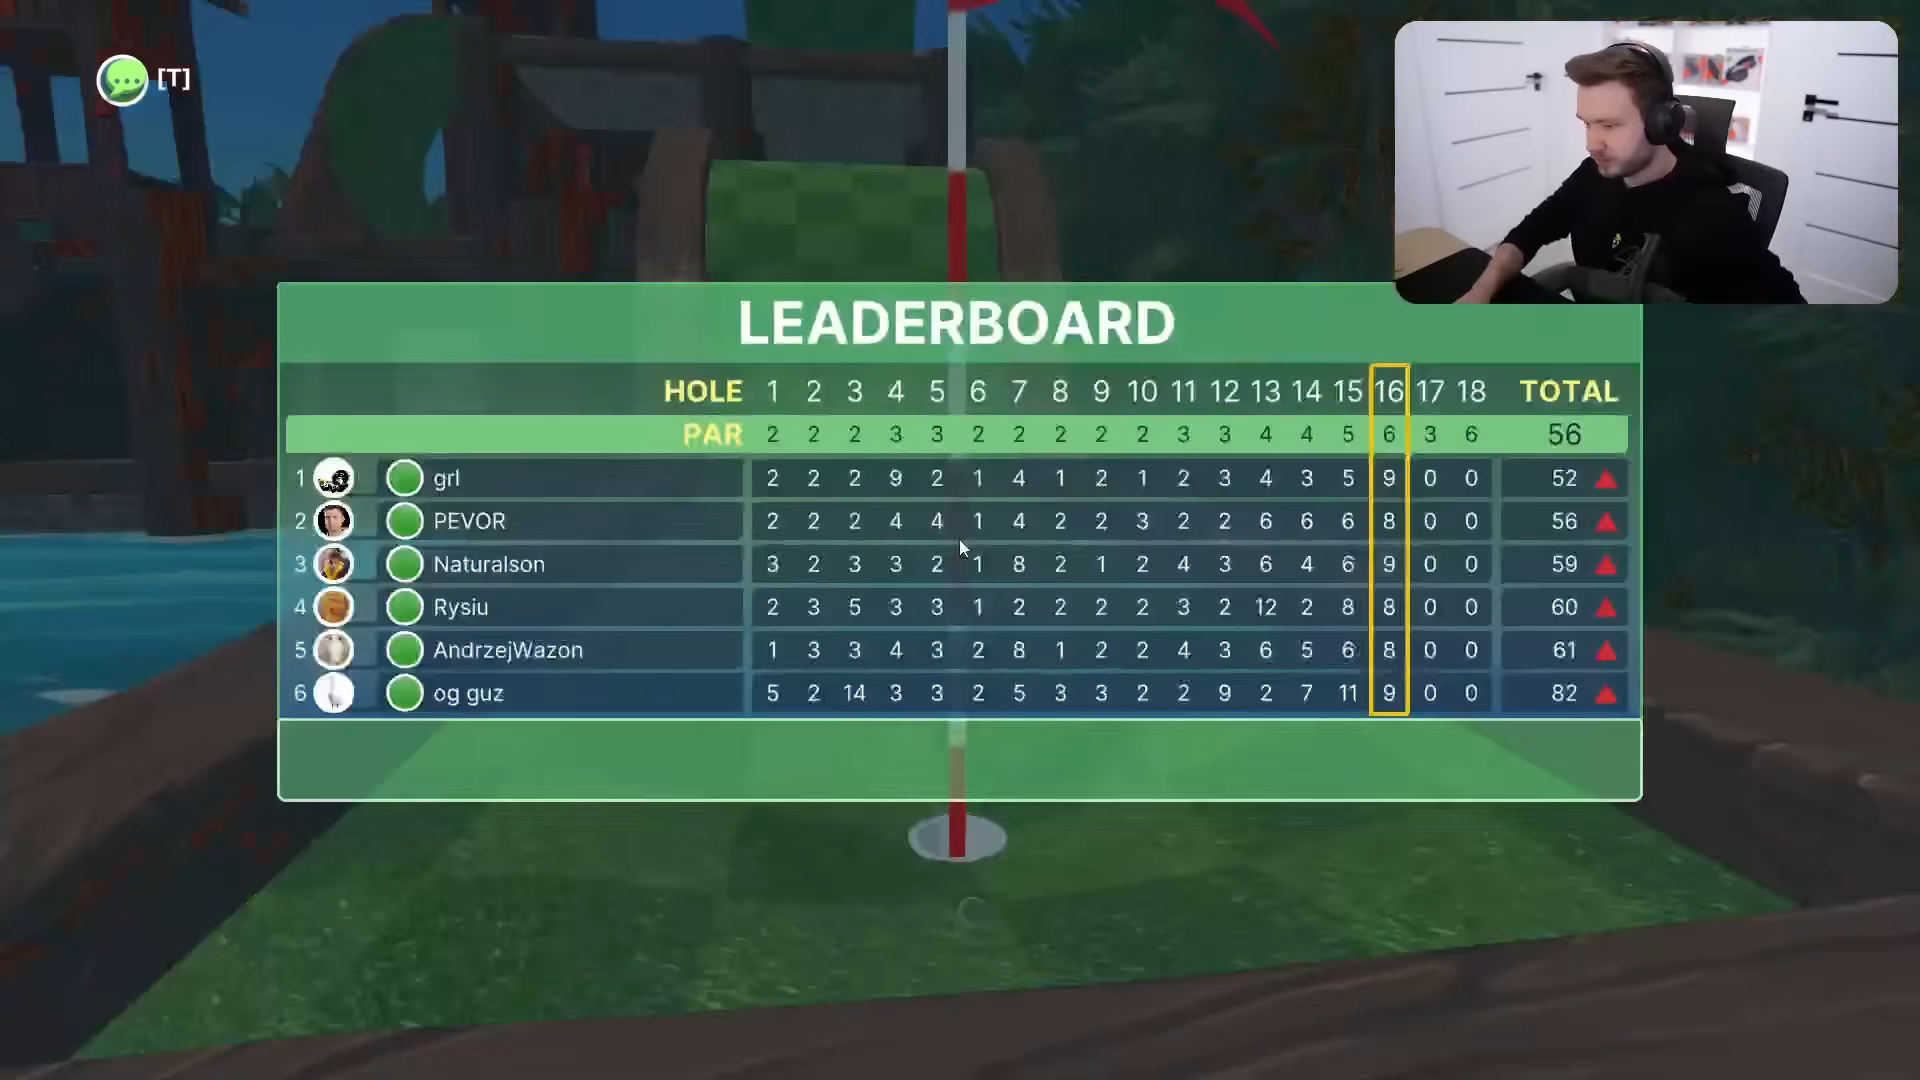 [T]
LEADERBOARD
HOLE 1 2 3 4 5 6 7 8 9 10 11 12 13 14 15 16 17 18 TOTAL
PAR 2 2 2 3 3 2 2 2 2 2 3 3 4 4 5 6 3 6 56
1 grl 2 2 2 9 2 1 4 1 2 1 2 3 4 3 5 9 0 0 52
2 PEVOR 2 2 2 4 4 1 4 2 2 3 2 2 6 6 6 8 0 0 56
3 Naturalson 3 2 3 3 2 1 8 2 1 2 4 3 6 4 6 9 0 0 59
4 Rysiu 2 3 5 3 3 1 2 2 2 2 3 2 12 2 8 8 0 0 60
5 AndrzejWazon 1 3 3 4 3 2 8 1 2 2 4 3 6 5 6 8 0 0 61
6 og guz 5 2 14 3 3 2 5 3 3 2 2 9 2 7 11 9 0 0 82